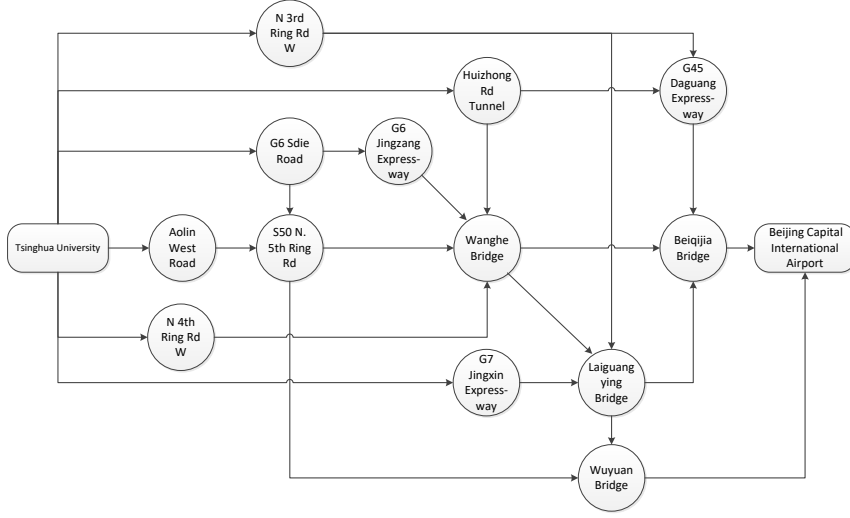 N 3rd
Ring Rd
W
Huizhong
Rd
Tunnel
G45
Daguang
Express-
way
G6 Sdie
Road
G6
Jingzang
Express-
way
Tsinghua University
Aolin
West
Road
S50 N.
5th Ring
Rd
Wanghe
Bridge
Beiqijia
Bridge
Beijing Capital
International
Airport
N 4th
Ring Rd
W
G7
Jingxin
Express-
way
Laiguang
ying
Bridge
Wuyuan
Bridge